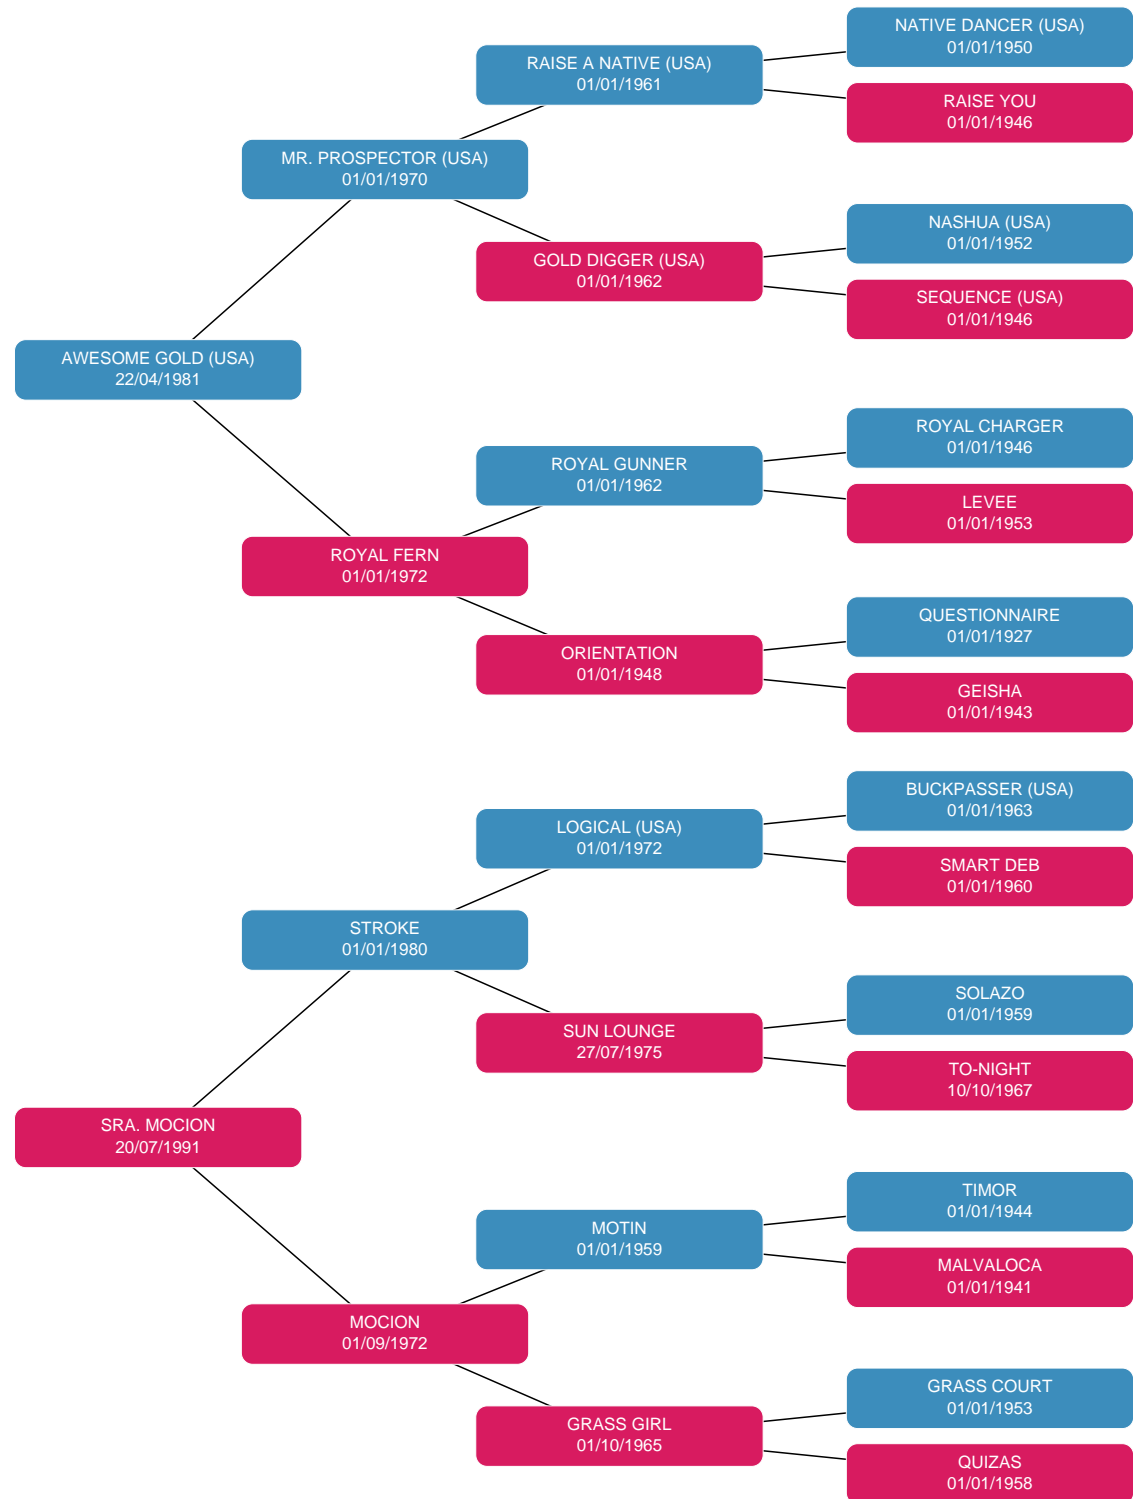 NATIVE DANCER (USA)
01/01/1950
RAISE A NATIVE (USA)
01/01/1961
RAISE YOU
01/01/1946
MR. PROSPECTOR (USA)
01/01/1970
NASHUA (USA)
01/01/1952
GOLD DIGGER (USA)
01/01/1962
SEQUENCE (USA)
01/01/1946
AWESOME GOLD (USA)
22/04/1981
ROYAL CHARGER
01/01/1946
ROYAL GUNNER
01/01/1962
LEVEE
01/01/1953
ROYAL FERN
01/01/1972
QUESTIONNAIRE
01/01/1927
ORIENTATION
01/01/1948
GEISHA
01/01/1943
BUCKPASSER (USA)
01/01/1963
LOGICAL (USA)
01/01/1972
SMART DEB
01/01/1960
STROKE
01/01/1980
SOLAZO
01/01/1959
SUN LOUNGE
27/07/1975
TO-NIGHT
10/10/1967
SRA. MOCION
20/07/1991
TIMOR
01/01/1944
MOTIN
01/01/1959
MALVALOCA
01/01/1941
MOCION
01/09/1972
GRASS COURT
01/01/1953
GRASS GIRL
01/10/1965
QUIZAS
01/01/1958